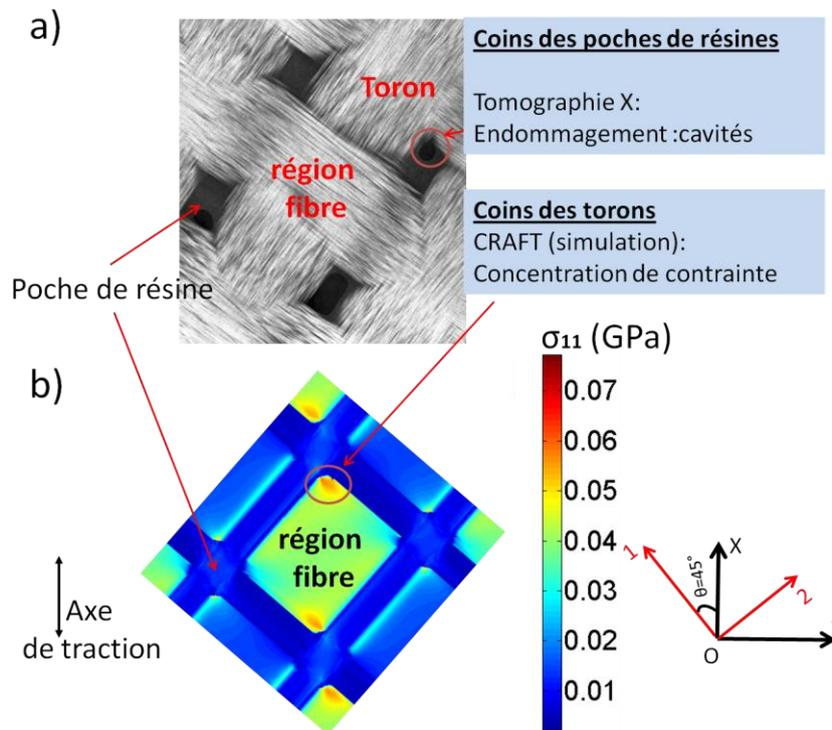 a)
Coins des poches de résines
Tomographie X:
Endommagement :cavités
Toron
région
fibre
Coins des torons
CRAFT (simulation):
Concentration de contrainte
Poche de résine
b)
σ11 (GPa)
0.07
0.06
0.05
0.04
0.03
0.02
0.01
région
fibre
Axe
de traction
1
θ=45°
X
2
O